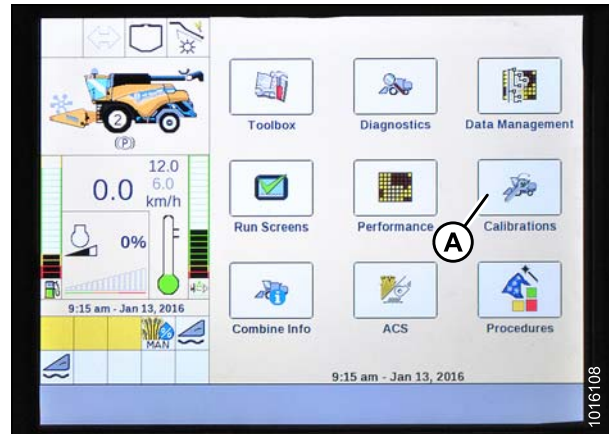 2
(P)
12.0
0.0
6.0
km/h
0%
E
9:15 am - Jan 13, 2016
MAN
Toolbox
Diagnostics
Data Management
Run Screens
Performance
Calibrations
A
Combine Info
ACS
Procedures
9:15 am - Jan 13, 2016
1016108